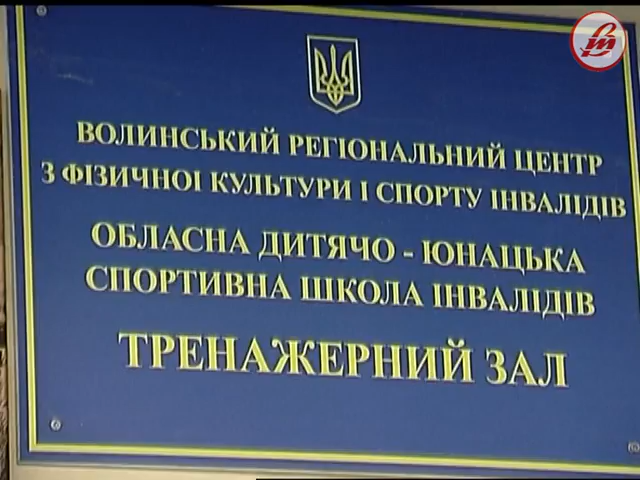 ВОЛИНСЬКИЙ РЕГІОНАЛЬНИЙ ЦЕНТР
З ФІЗИЧНОЇ КУЛЬТУРИ І СПОРТУ ІНВАЛІДІВ
ОБЛАСНА ДИТЯЧО - ЮНАЦЬКА
СПОРТИВНА ШКОЛА ІНВАЛІДІВ
ТРЕНАЖЕРНИЙ ЗАЛ